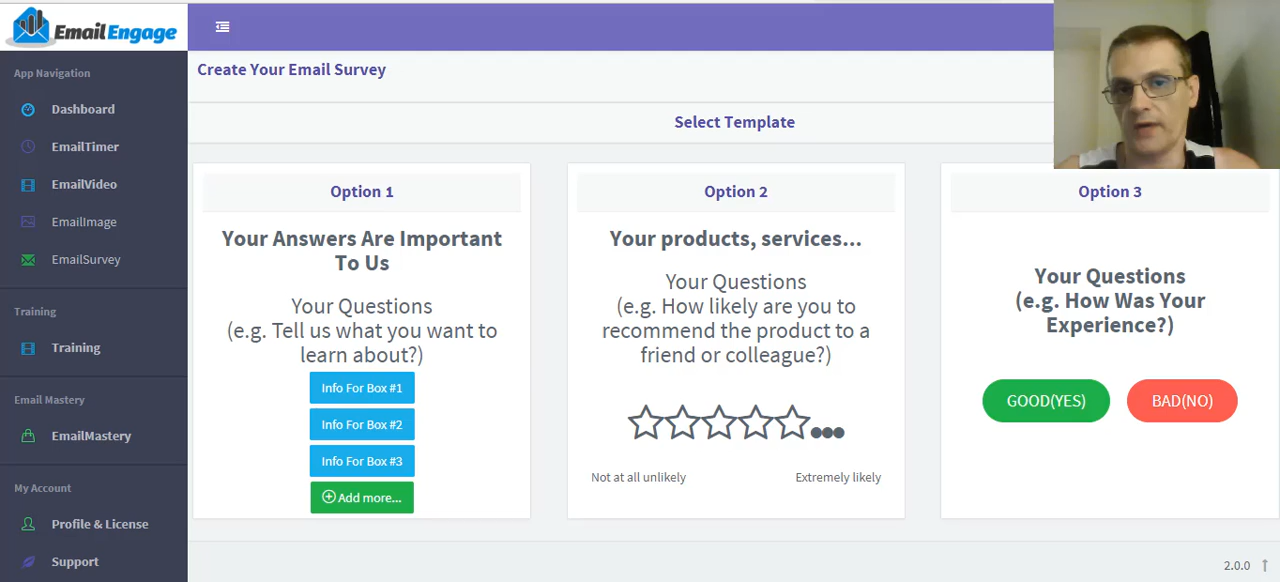 EmailEngage
App Navigation
Dashboard
EmailTimer
EmailVideo
EmailImage
EmailSurvey
Training
Training
Email Mastery
EmailMastery
My Account
Profile & License
Support
Create Your Email Survey
Select Template
Option 1
Your Answers Are Important
To Us
Your Questions
(e.g. Tell us what you want to
learn about?)
Info For Box #1
Info For Box #2
Info For Box #3
Add more...
Option 2
Your products, services...
Your Questions
(e.g. How likely are you to
recommend the product to a
friend or colleague?)
Not at all unlikely
Extremely likely
Option 3
Your Questions
(e.g. How Was Your
Experience?)
GOOD(YES)
BAD(NO)
2.0.0